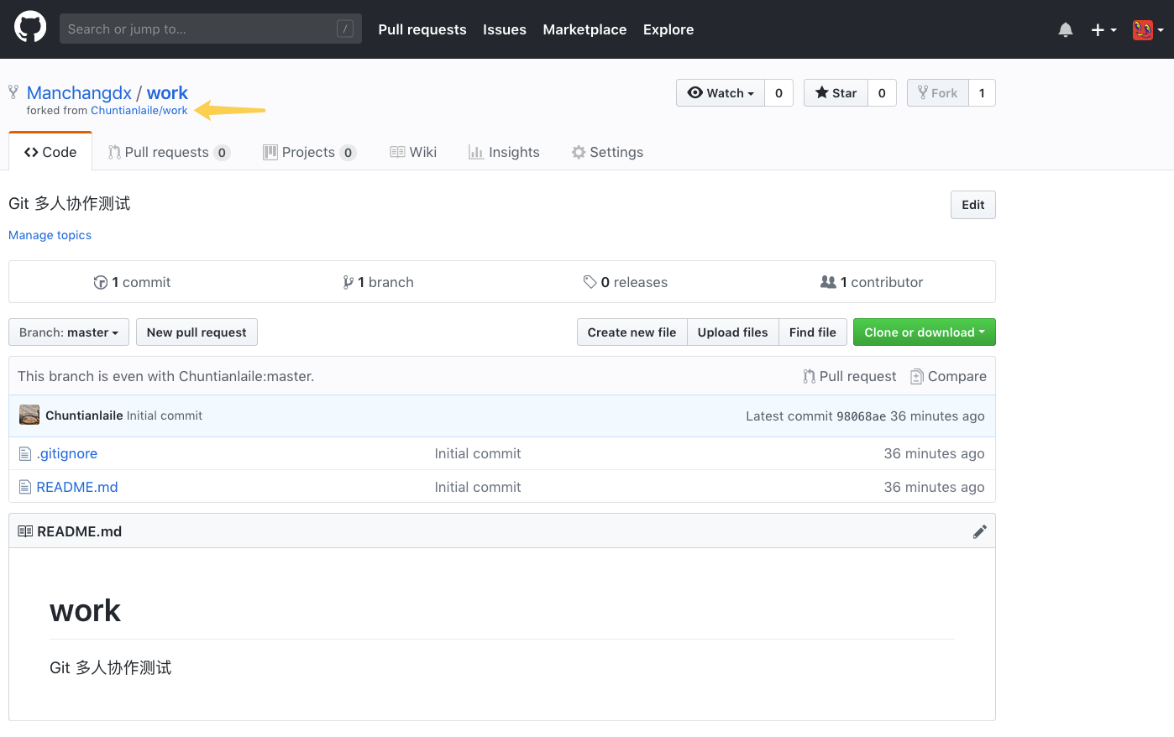 Search or jump to... / Pull requests Issues Marketplace Explore
Manchangdx / work Watch 0 Star 0 Fork 1
forked from Chuntianlaile/work
Code Pull requests 0 Projects 0 Wiki Insights Settings
Git 多人协作测试 Edit
Manage topics
1 commit 1 branch 0 releases 1 contributor
Branch: master New pull request Create new file Upload files Find file Clone or download
This branch is even with Chuntianlaile:master. Pull request Compare
Chuntianlaile Initial commit Latest commit 98068ae 36 minutes ago
.gitignore Initial commit 36 minutes ago
README.md Initial commit 36 minutes ago
README.md
work
Git 多人协作测试